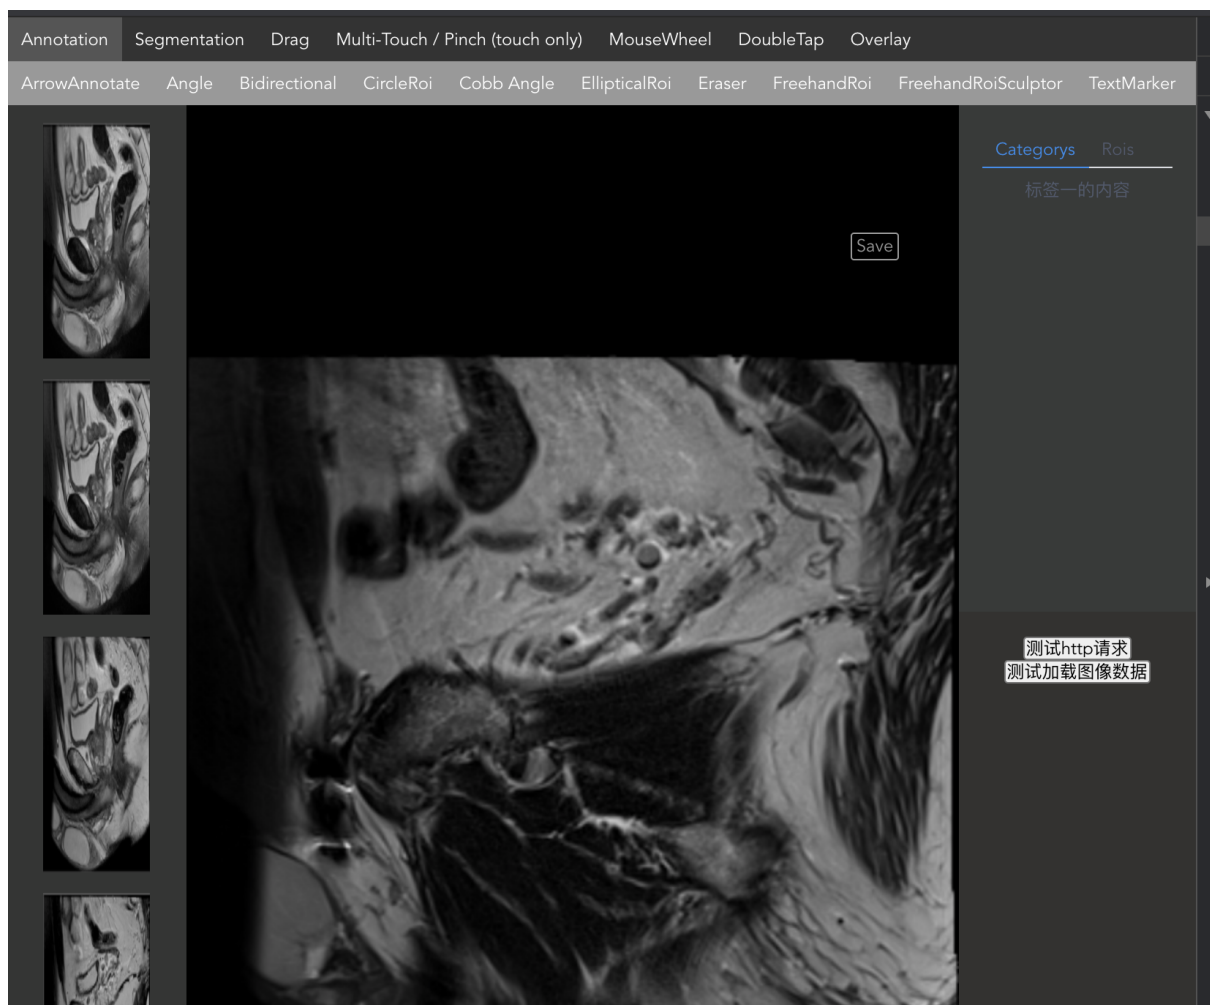 Annotation Segmentation Drag Multi-Touch / Pinch (touch only) MouseWheel DoubleTap Overlay
ArrowAnnotate Angle Bidirectional CircleRoi Cobb Angle EllipticalRoi Eraser FreehandRoi FreehandRoiSculptor TextMarker
Categorys Rois
标签一的内容
Save
测试http请求
测试加载图像数据